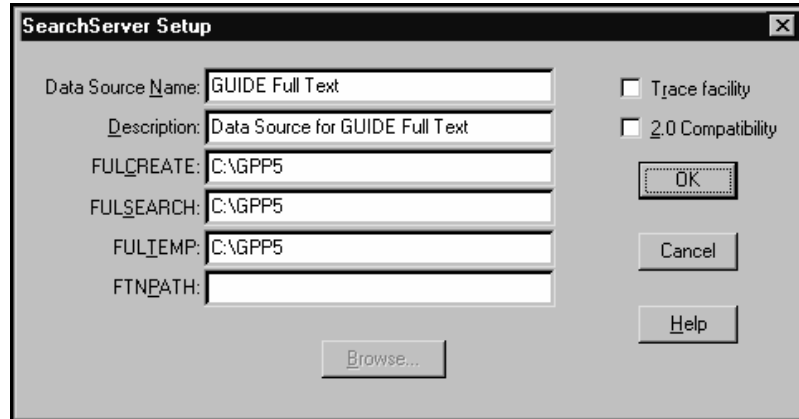 SearchServer Setup
Data Source Name: GUIDE Full Text
Description: Data Source for GUIDE Full Text
FULCREATE: C:\GPP5
FULSEARCH: C:\GPP5
FULTEMP: C:\GPP5
FTNPATH:
Browse...
Trace facility
2.0 Compatibility
OK
Cancel
Help